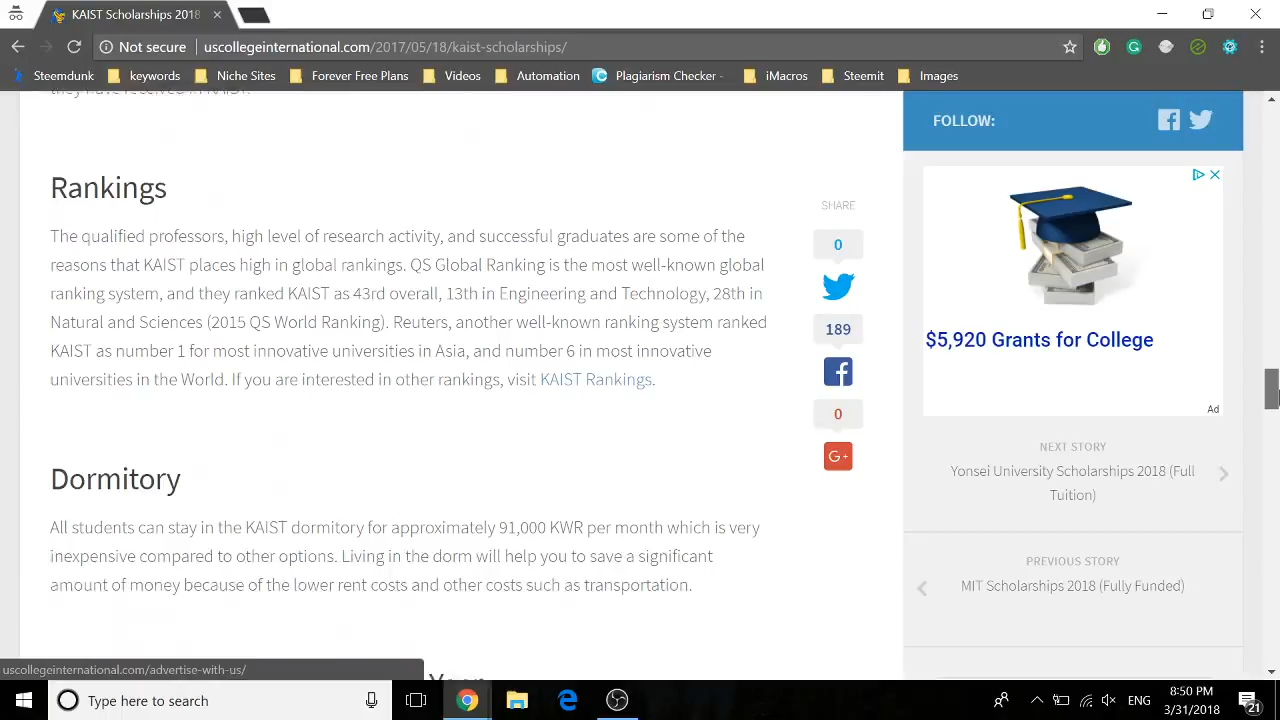 KAIST Scholarships 2018
Not secure uscollegeinternational.com/2017/05/18/kaist-scholarships/
Steemdunk keywords Niche Sites Forever Free Plans Videos Automation Plagiarism Checker - iMacros Steemit Images
they have received in KAIST.
FOLLOW:
Rankings
The qualified professors, high level of research activity, and successful graduates are some of the
reasons that KAIST places high in global rankings. QS Global Ranking is the most well-known global
ranking system, and they ranked KAIST as 43rd overall, 13th in Engineering and Technology, 28th in
Natural and Sciences (2015 QS World Ranking). Reuters, another well-known ranking system ranked
KAIST as number 1 for most innovative universities in Asia, and number 6 in most innovative
universities in the World. If you are interested in other rankings, visit KAIST Rankings.
Dormitory
All students can stay in the KAIST dormitory for approximately 91,000 KWR per month which is very
inexpensive compared to other options. Living in the dorm will help you to save a significant
amount of money because of the lower rent costs and other costs such as transportation.
SHARE
0
189
0
G+
$5,920 Grants for College
Ad
NEXT STORY
Yonsei University Scholarships 2018 (Full
Tuition)
PREVIOUS STORY
MIT Scholarships 2018 (Fully Funded)
uscollegeinternational.com/advertise-with-us/
Type here to search
ENG
8:50 PM
3/31/2018
21